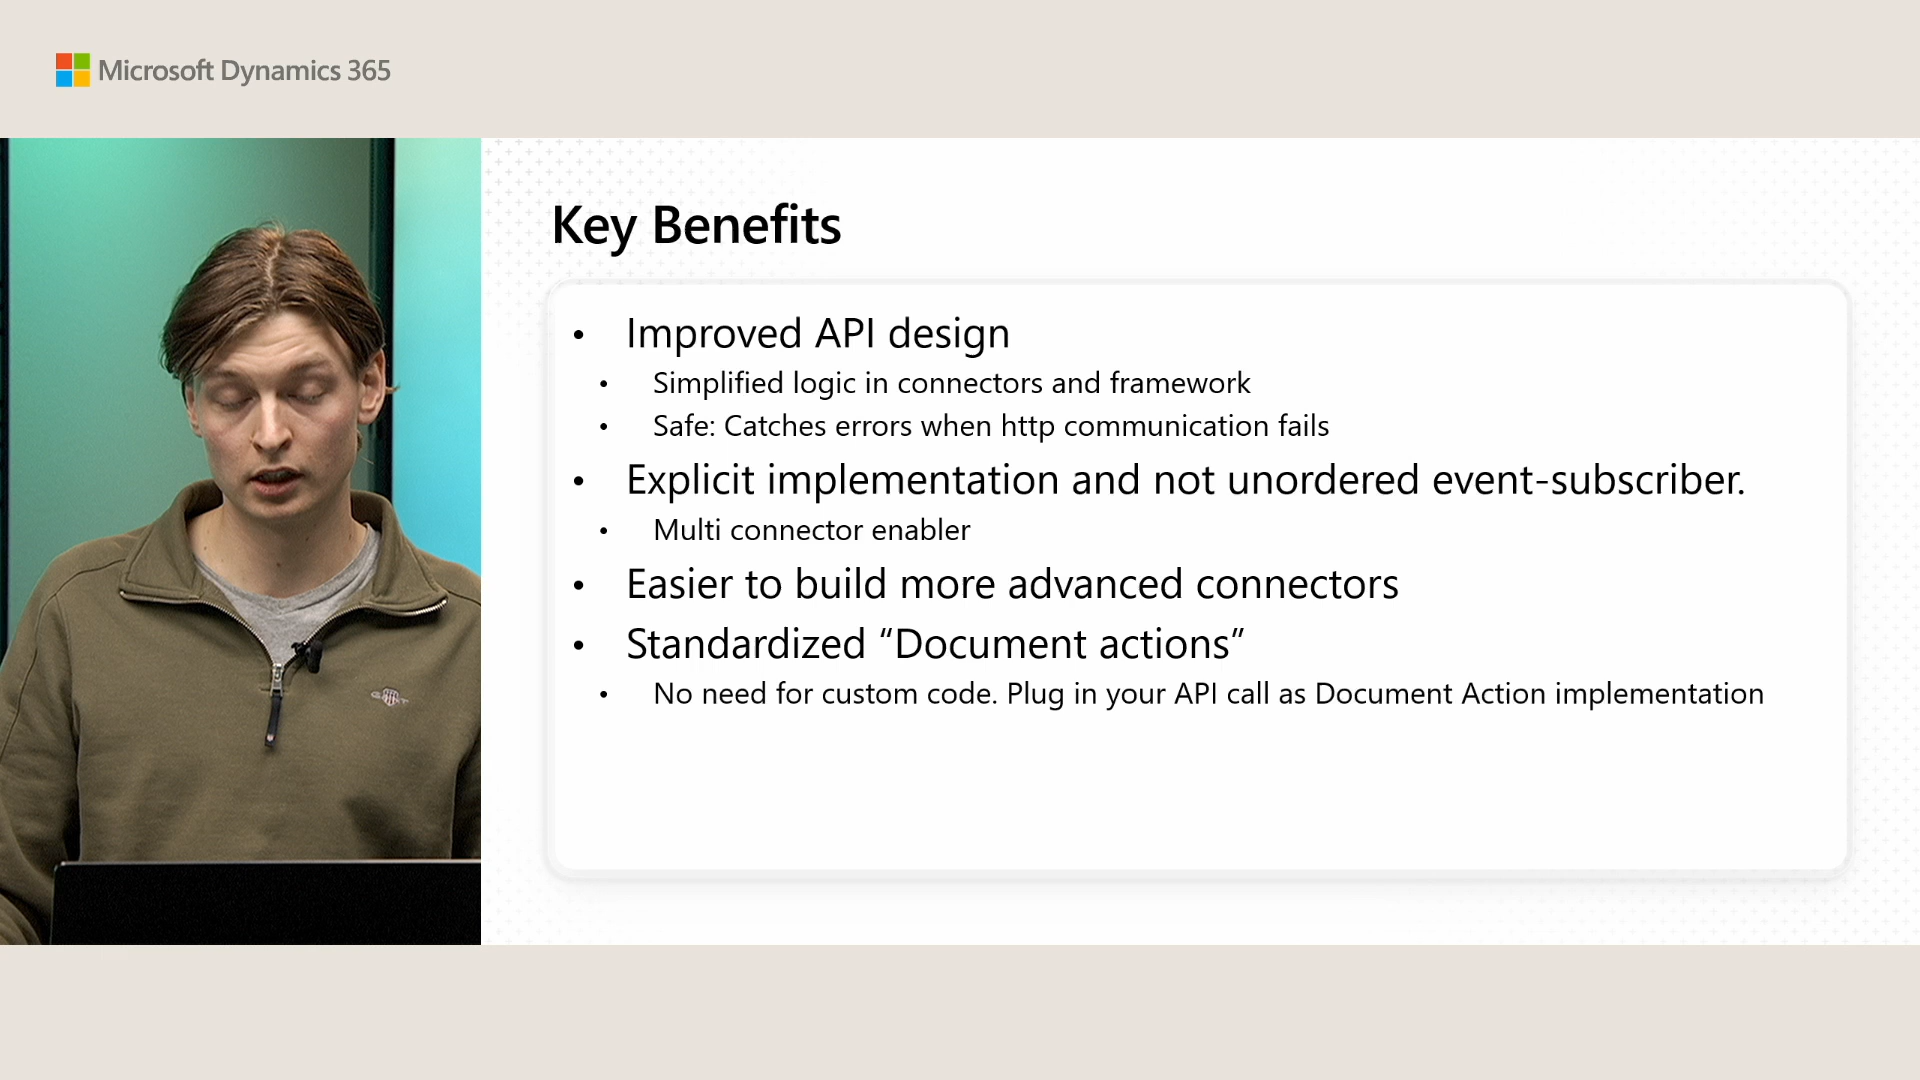 Microsoft Dynamics 365
Key Benefits
• Improved API design
• Simplified logic in connectors and framework
• Safe: Catches errors when http communication fails
• Explicit implementation and not unordered event-subscriber.
• Multi connector enabler
• Easier to build more advanced connectors
• Standardized “Document actions”
• No need for custom code. Plug in your API call as Document Action implementation